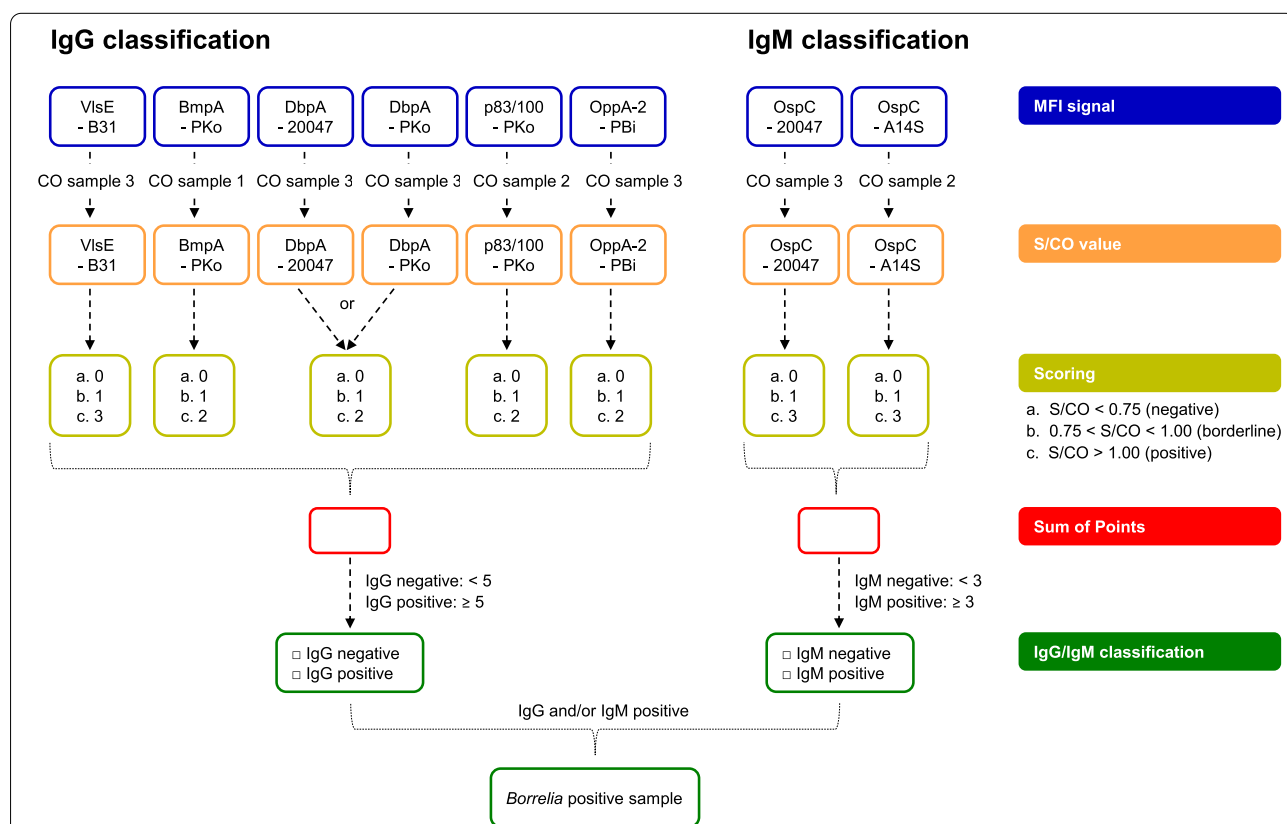 IgG classification
IgM classification
VlsE
- B31
BmpA
- PKo
DbpA
- 20047
DbpA
- PKo
p83/100
- PKo
OppA-2
- PBi
OspC
- 20047
OspC
- A14S
MFI signal
CO sample 3
CO sample 1
CO sample 3
CO sample 3
CO sample 2
CO sample 3
CO sample 3
CO sample 2
VlsE
- B31
BmpA
- PKo
DbpA
- 20047
DbpA
- PKo
p83/100
- PKo
OppA-2
- PBi
OspC
- 20047
OspC
- A14S
S/CO value
or
a. 0
b. 1
c. 3
a. 0
b. 1
c. 2
a. 0
b. 1
c. 2
a. 0
b. 1
c. 2
a. 0
b. 1
c. 2
a. 0
b. 1
c. 3
a. 0
b. 1
c. 3
Scoring
a. S/CO < 0.75 (negative)
b. 0.75 < S/CO < 1.00 (borderline)
c. S/CO > 1.00 (positive)
Sum of Points
IgG negative: < 5
IgG positive: ≥ 5
IgM negative: < 3
IgM positive: ≥ 3
□ IgG negative
□ IgG positive
□ IgM negative
□ IgM positive
IgG/IgM classification
IgG and/or IgM positive
Borrelia positive sample